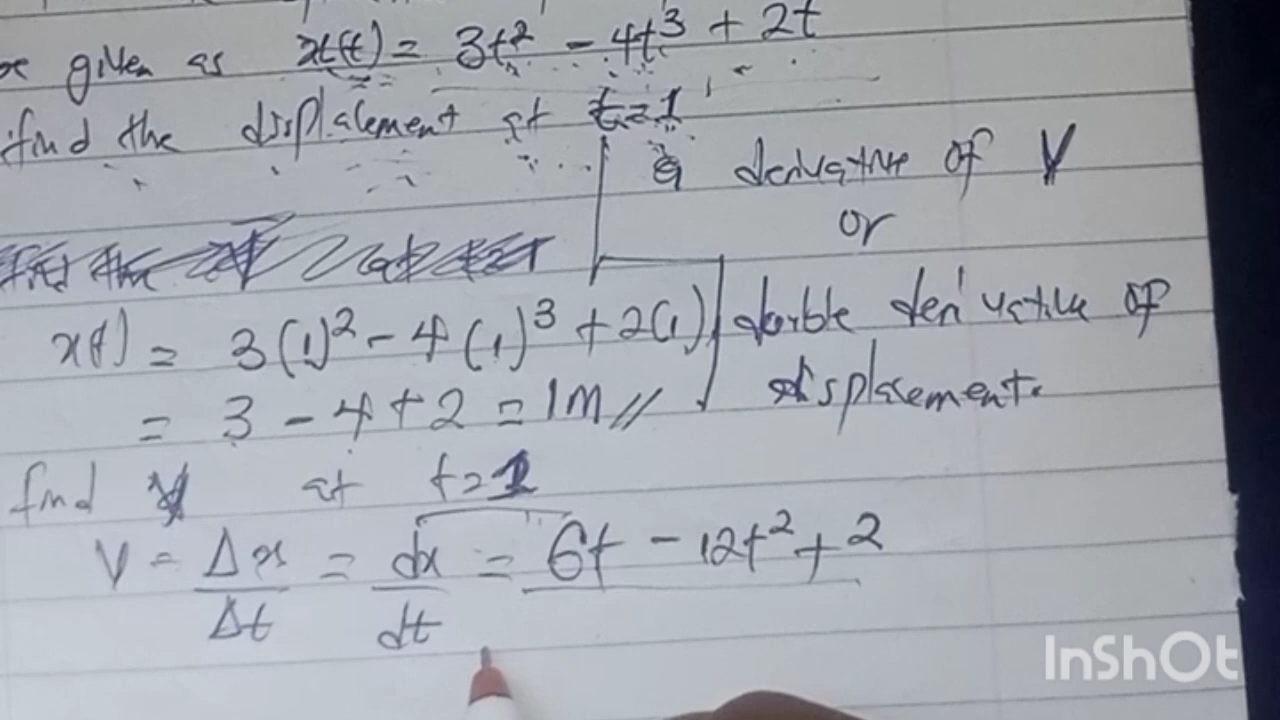 given as x(t) = 3t² - 4t³ + 2t
find the displacement at t=1
a derivative of V
or
double derivative of
displacement.
x(t) = 3(1)² - 4(1)³ + 2(1)
= 3 - 4 + 2 = 1m //
find V at t=1
V = Δx/Δt = dx/dt = 6t - 12t² + 2
InShOt